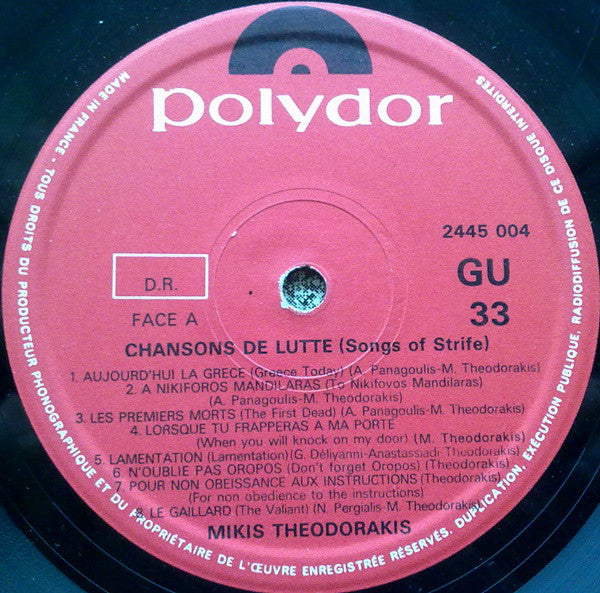 polydor
MADE IN FRANCE • TOUS DROITS DU PRODUCTEUR PHONOGRAPHIQUE ET DU PROPRIÉTAIRE DE L'ŒUVRE ENREGISTRÉE RÉSERVÉS. DUPLICATION, EXÉCUTION PUBLIQUE, RADIODIFFUSION DE CE DISQUE INTERDITES
2445 004
D.R.
GU
FACE A
33
CHANSONS DE LUTTE (Songs of Strife)
1. AUJOURD'HUI LA GRECE (Greece Today) (A. Panagoulis-M. Theodorakis)
2. A NIKIFOROS MANDILARAS (To Nikifovos Mandilaras)
(A. Panagoulis-M. Theodorakis)
3. LES PREMIERS MORTS (The First Dead) (A. Panagoulis-M. Theodorakis)
4. LORSQUE TU FRAPPERAS A MA PORTE
(When you will knock on my door) (M. Theodorakis)
5. LAMENTATION (Lamentation)(G. Déliyanni-Anastassiadi-Theodorakis)
6. N'OUBLIE PAS OROPOS (Don't forget Oropos) (Theodorakis)
7. POUR NON OBEISSANCE AUX INSTRUCTIONS (Theodorakis)
(For non obedience to the instructions)
8. LE GAILLARD (The Valiant) (N. Pergialis-M. Theodorakis)
MIKIS THEODORAKIS